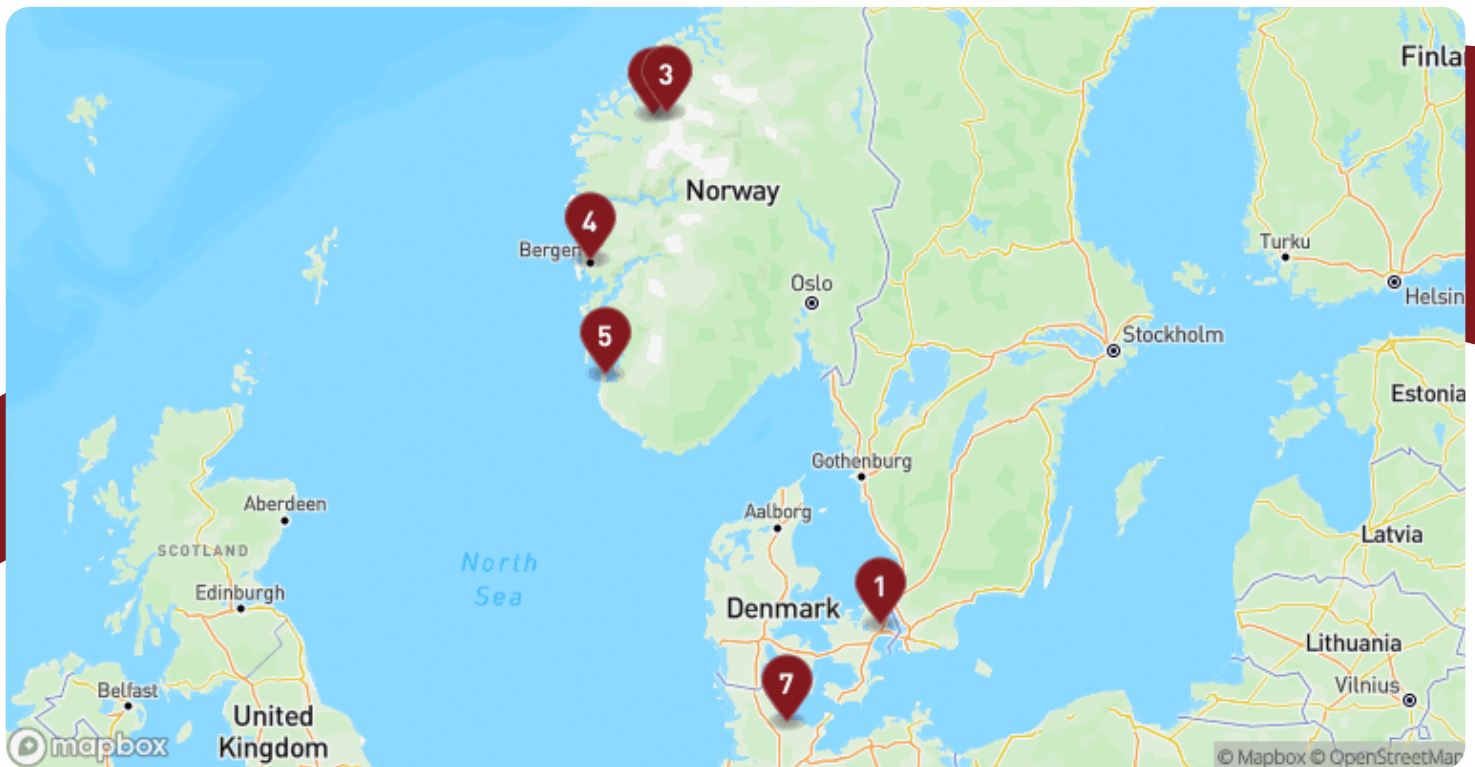 Finla
3
Norway
4
Bergen
Turku
Oslo
Helsin
5
Stockholm
Estonia
Gothenburg
Aberdeen
Aalborg
SCOTLAND
Latvia
North
Sea
Edinburgh
1
Denmark
Lithuania
7
Belfast
Vilnius
United
Kingdom
mapbox
© Mapbox © OpenStreetMap